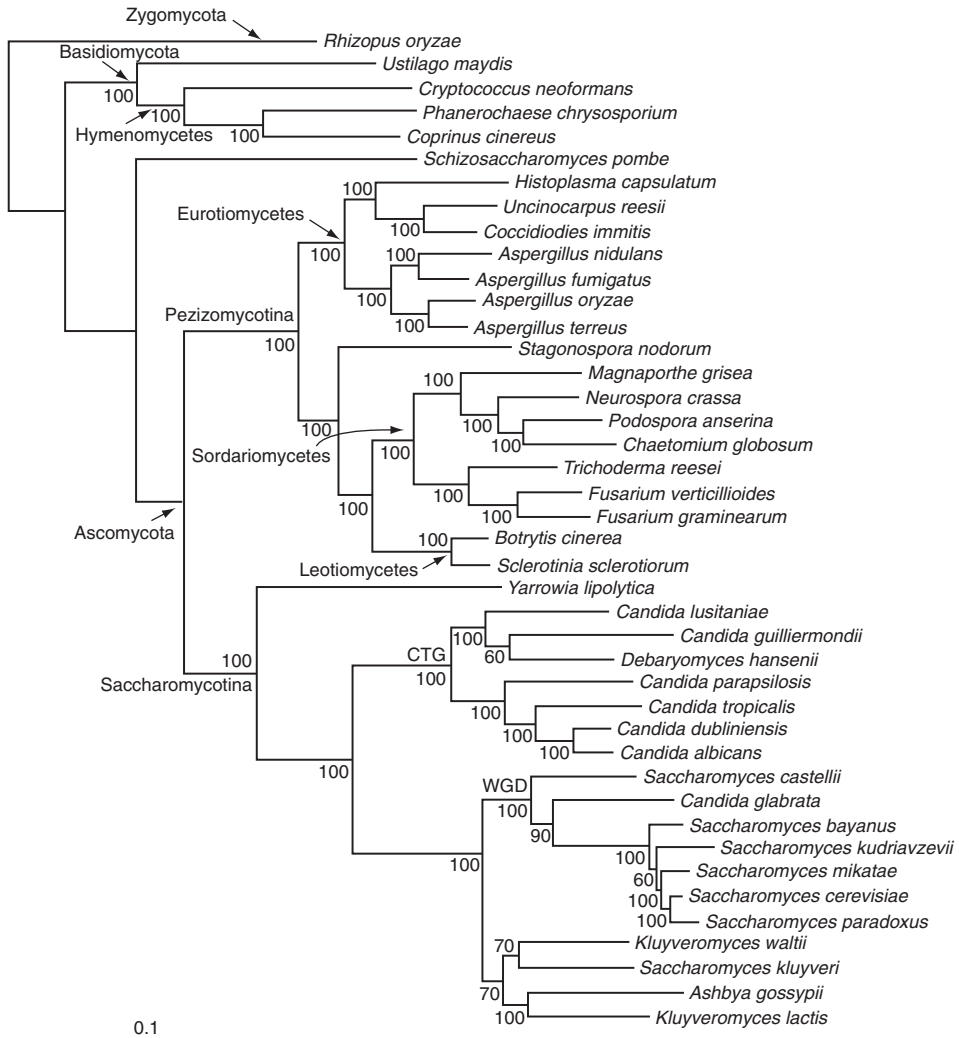 Zygomycota
Rhizopus oryzae
Basidiomycota
Ustilago maydis
100
Cryptococcus neoformans
100
Hymenomycetes
Phanerochaese chrysosporium
100
Coprinus cinereus
Schizosaccharomyces pombe
Histoplasma capsulatum
100
Eurotiomycetes
Uncinocarpus reesii
100
Coccidiodies immitis
100
Aspergillus nidulans
100
Aspergillus fumigatus
100
Aspergillus oryzae
100
Aspergillus terreus
Pezizomycotina
100
Stagonospora nodorum
100
Magnaporthe grisea
100
Neurospora crassa
100
Podospora anserina
100
Chaetomium globosum
Sordariomycetes
100
Trichoderma reesei
100
Fusarium verticillioides
100
Fusarium graminearum
100
Ascomycota
100
Botrytis cinerea
Leotiomycetes
Sclerotinia sclerotiorum
Yarrowia lipolytica
Candida lusitaniae
100
Candida guilliermondii
60
Debaryomyces hansenii
CTG
100
100
Saccharomycotina
Candida parapsilosis
100
Candida tropicalis
100
Candida dubliniensis
100
Candida albicans
100
Saccharomyces castellii
WGD
100
Candida glabrata
90
Saccharomyces bayanus
100
Saccharomyces kudriavzevii
60
Saccharomyces mikatae
100
Saccharomyces cerevisiae
100
Saccharomyces paradoxus
100
Kluyveromyces waltii
70
Saccharomyces kluyveri
70
Ashbya gossypii
100
Kluyveromyces lactis
0.1